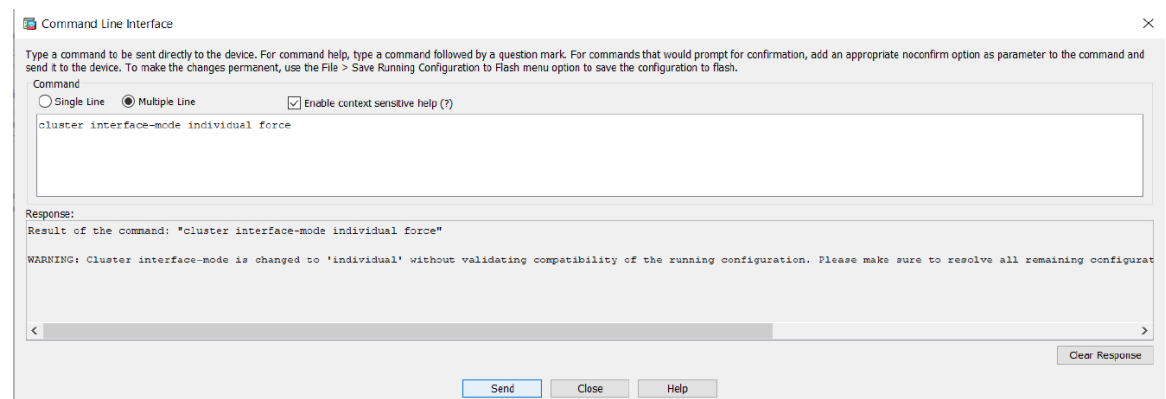 Command Line Interface
Type a command to be sent directly to the device. For command help, type a command followed by a question mark. For commands that would prompt for confirmation, add an appropriate noconfirm option as parameter to the command and
send it to the device. To make the changes permanent, use the File > Save Running Configuration to Flash menu option to save the configuration to flash.
Command
Single Line Multiple Line Enable context sensitive help (?)
cluster interface-mode individual force
Response:
Result of the command: "cluster interface-mode individual force"
WARNING: Cluster interface-mode is changed to 'individual' without validating compatibility of the running configuration. Please make sure to resolve all remaining configurat
Clear Response
Send Close Help